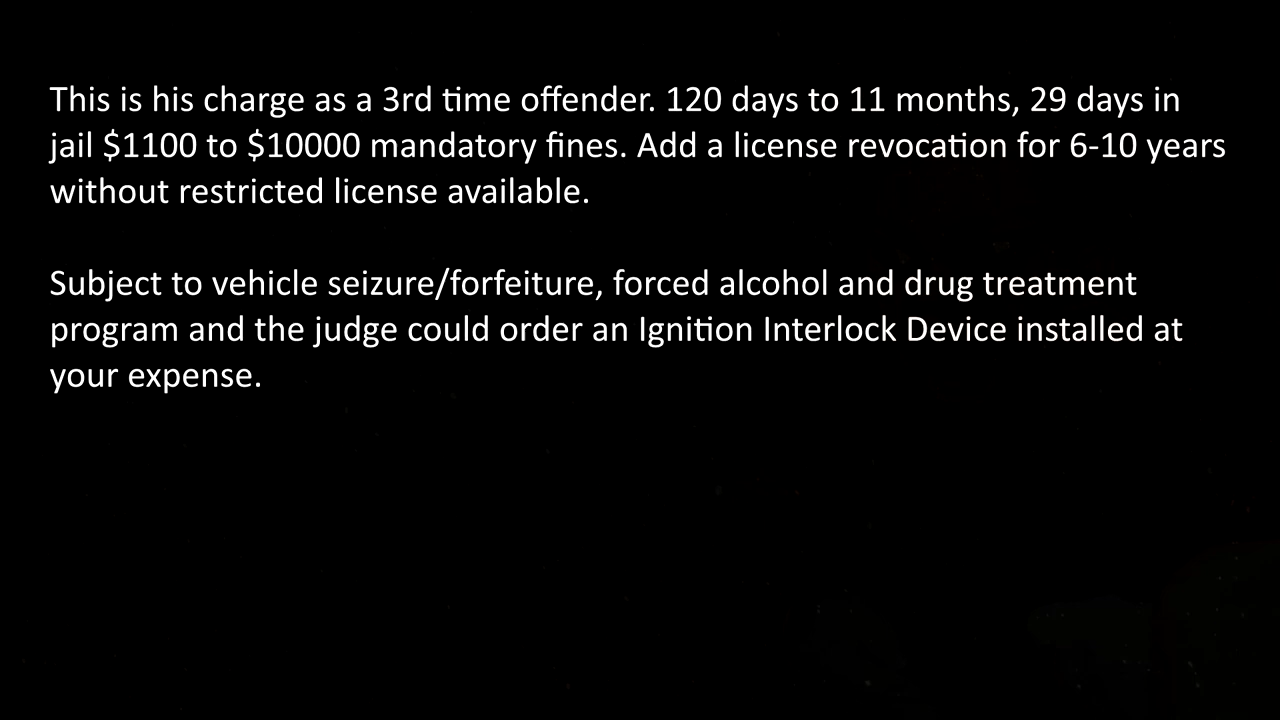 This is his charge as a 3rd time offender. 120 days to 11 months, 29 days in
jail $1100 to $10000 mandatory fines. Add a license revocation for 6-10 years
without restricted license available.
Subject to vehicle seizure/forfeiture, forced alcohol and drug treatment
program and the judge could order an Ignition Interlock Device installed at
your expense.